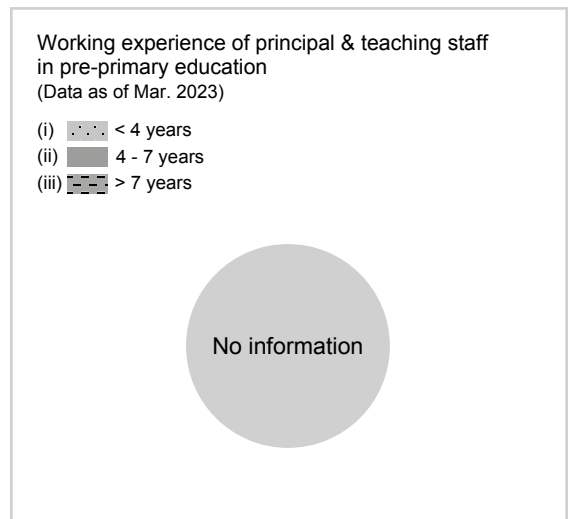 Working experience of principal & teaching staff
in pre-primary education
(Data as of Mar. 2023)
(i) < 4 years
(ii) 4 - 7 years
(iii) > 7 years
No information